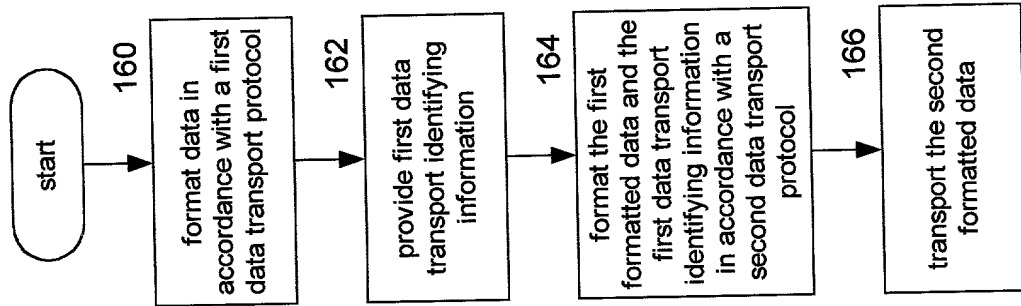 start
160
format data in
accordance with a first
data transport protocol
162
provide first data
transport identifying
information
164
format the first
formatted data and the
first data transport
identifying information
in accordance with a
second data transport
protocol
166
transport the second
formatted data